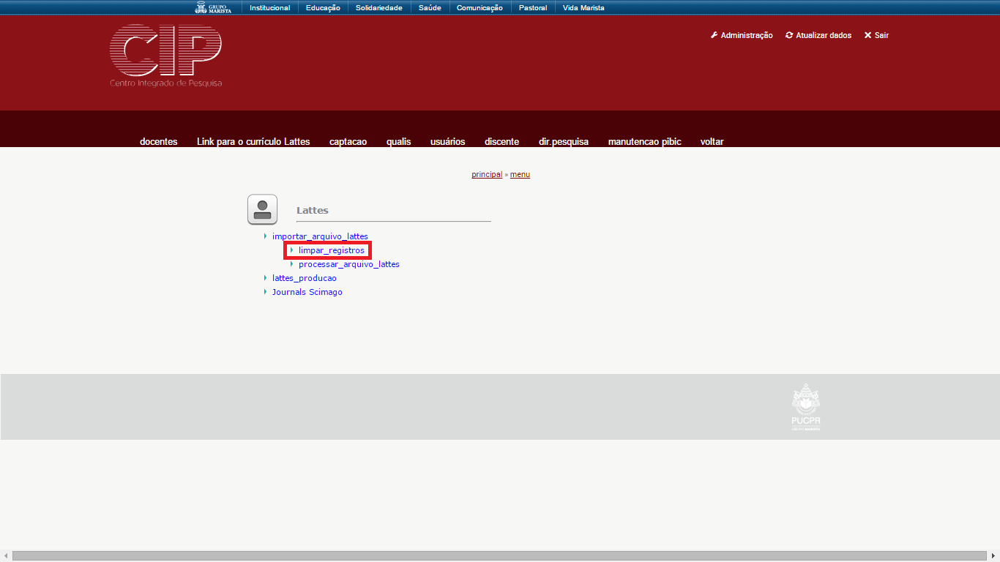 GRUPO MARISTA Institucional Educação Solidariedade Saúde Comunicação Pastoral Vida Marista
CIP
Centro Integrado de Pesquisa
Administração Atualizar dados Sair
docentes Link para o currículo Lattes captacao qualis usuários discente dir.pesquisa manutencao pibic voltar
principal » menu
Lattes
importar_arquivo_lattes
limpar_registros
processar_arquivo_lattes
lattes_producao
Journals Scimago
PUCPR
GRUPO MARISTA